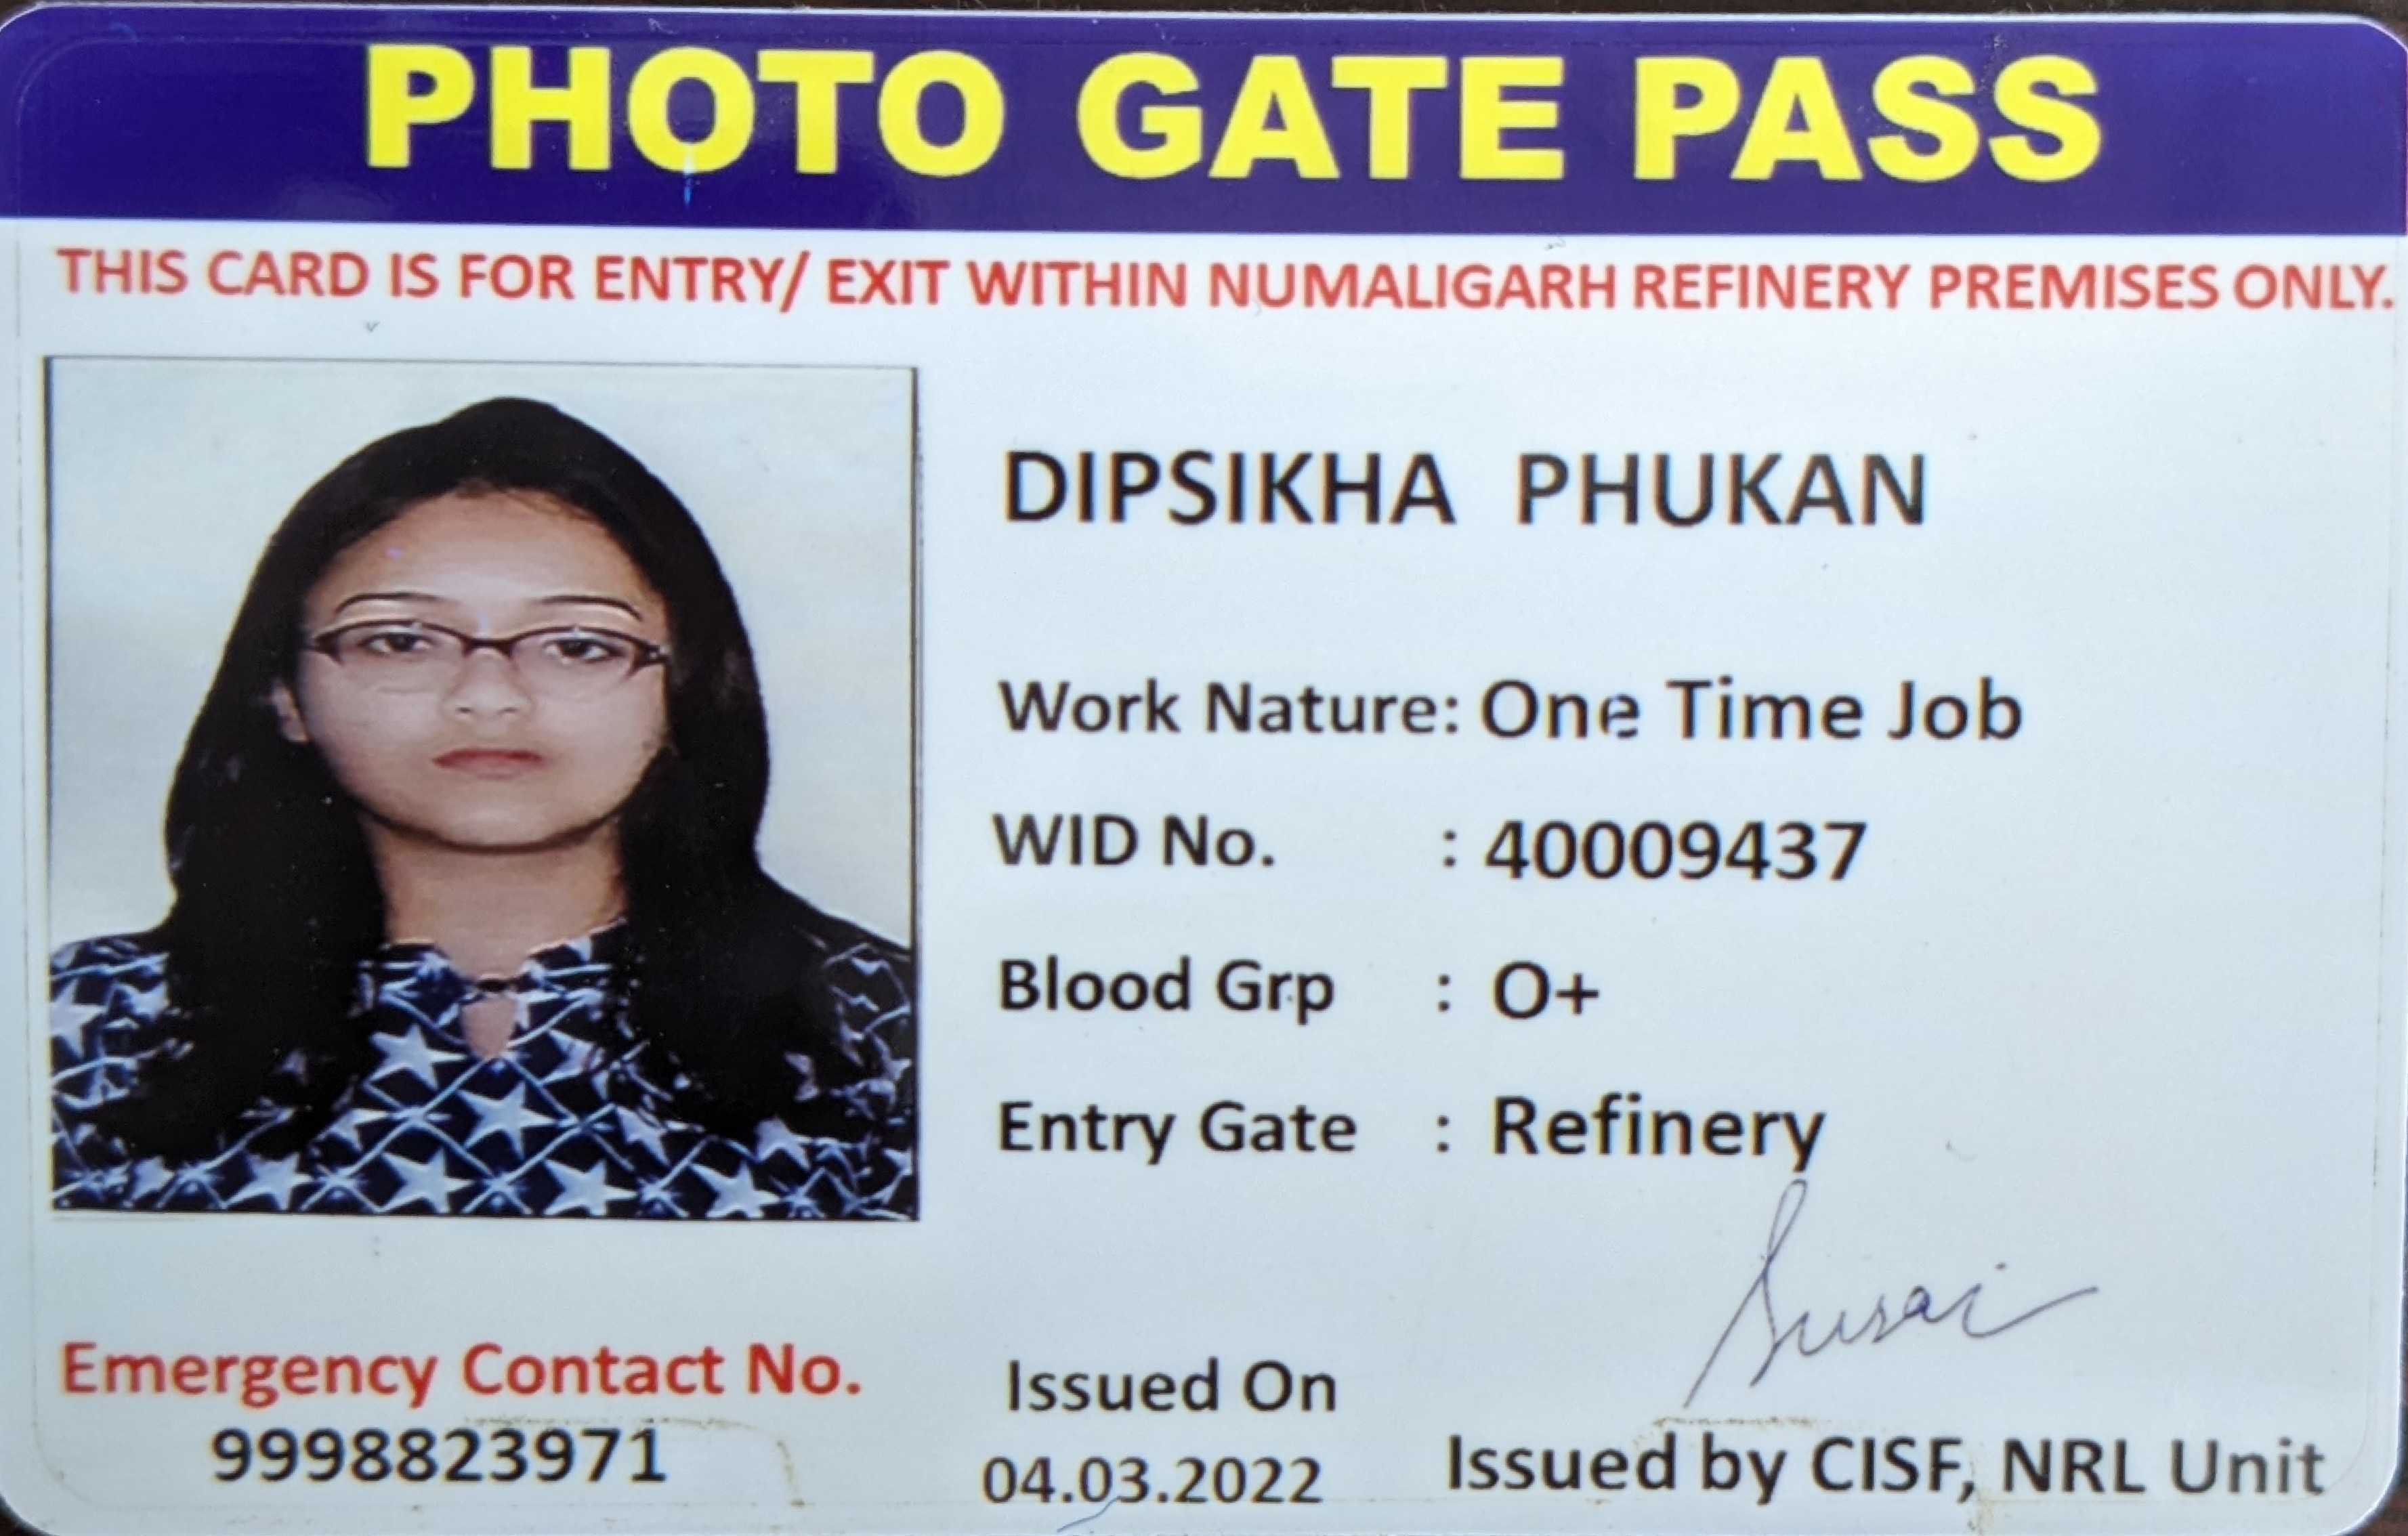 PHOTO GATE PASS
THIS CARD IS FOR ENTRY/ EXIT WITHIN NUMALIGARH REFINERY PREMISES ONLY.
DIPSIKHA PHUKAN
Work Nature: One Time Job
WID No. : 40009437
Blood Grp : O+
Entry Gate : Refinery
Emergency Contact No.
9998823971
Issued On
04.03.2022
Issued by CISF, NRL Unit